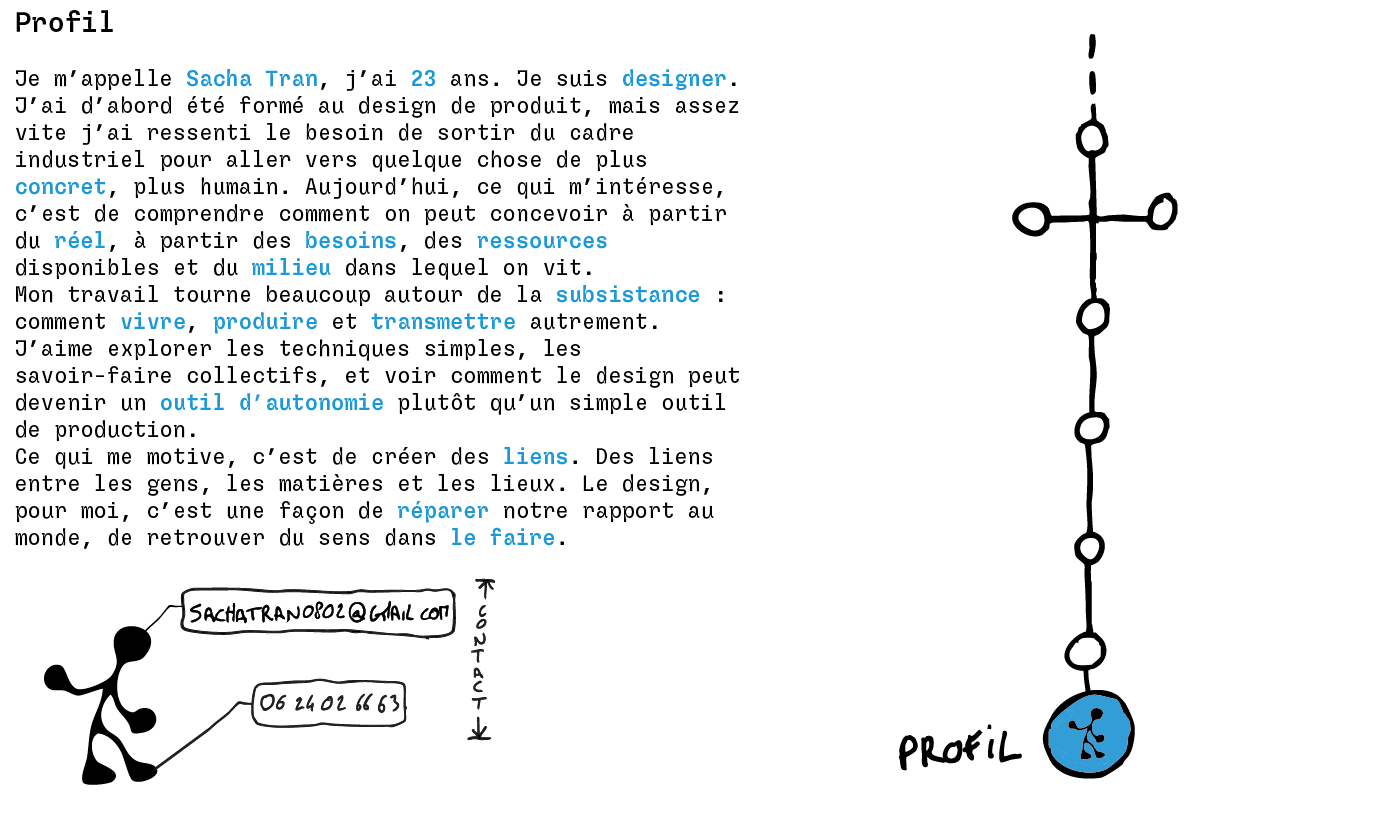 Profil
Je m’appelle Sacha Tran, j’ai 23 ans. Je suis designer.
J’ai d’abord été formé au design de produit, mais assez
vite j’ai ressenti le besoin de sortir du cadre
industriel pour aller vers quelque chose de plus
concret, plus humain. Aujourd’hui, ce qui m’intéresse,
c’est de comprendre comment on peut concevoir à partir
du réel, à partir des besoins, des ressources
disponibles et du milieu dans lequel on vit.
Mon travail tourne beaucoup autour de la subsistance :
comment vivre, produire et transmettre autrement.
J’aime explorer les techniques simples, les
savoir-faire collectifs, et voir comment le design peut
devenir un outil d’autonomie plutôt qu’un simple outil
de production.
Ce qui me motive, c’est de créer des liens. Des liens
entre les gens, les matières et les lieux. Le design,
pour moi, c’est une façon de réparer notre rapport au
monde, de retrouver du sens dans le faire.
SACHATRAN0802@GMAIL COM
06 24 02 66 63
CONTACT
PROFiL